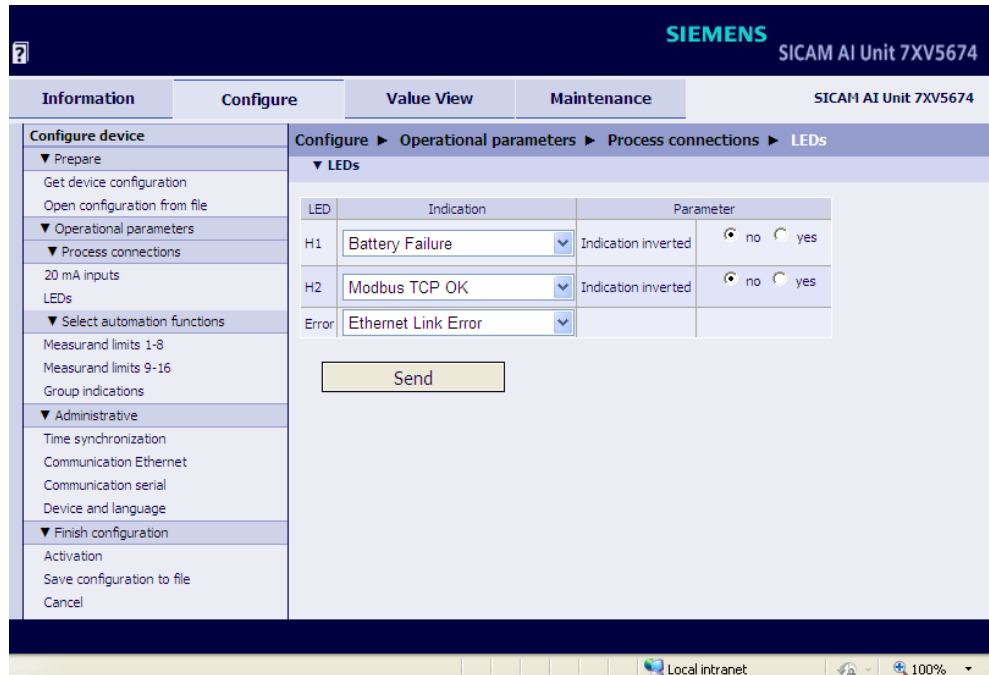 SIEMENS
?
SICAM AI Unit 7XV5674
Information Configure Value View Maintenance SICAM AI Unit 7XV5674
Configure device
▼ Prepare
Get device configuration
Open configuration from file
▼ Operational parameters
▼ Process connections
20 mA inputs
LEDs
▼ Select automation functions
Measurand limits 1-8
Measurand limits 9-16
Group indications
▼ Administrative
Time synchronization
Communication Ethernet
Communication serial
Device and language
▼ Finish configuration
Activation
Save configuration to file
Cancel
Configure ► Operational parameters ► Process connections ► LEDs
▼ LEDs
LED Indication Parameter
H1 Battery Failure Indication inverted no yes
H2 Modbus TCP OK Indication inverted no yes
Error Ethernet Link Error
Send
Local intranet 100%